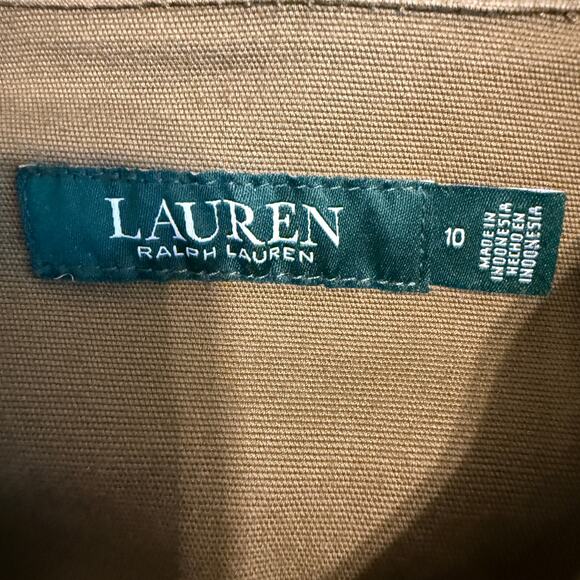 LAUREN
RALPH LAUREN
10
MADE IN
INDONESIA
HECHO EN
INDONESIA